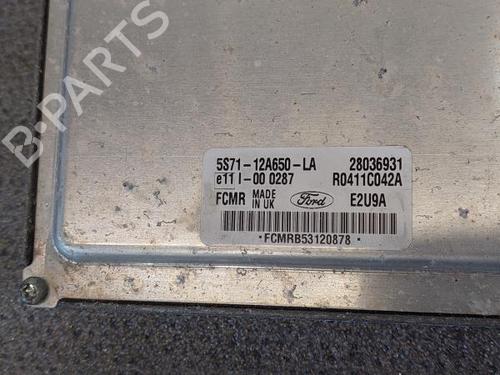 B-PARTS
5S71-12A650-LA 28036931
e11 I-00 0287 R0411C042A
FCMR MADE IN UK Ford E2U9A
*FCMRB53120878*